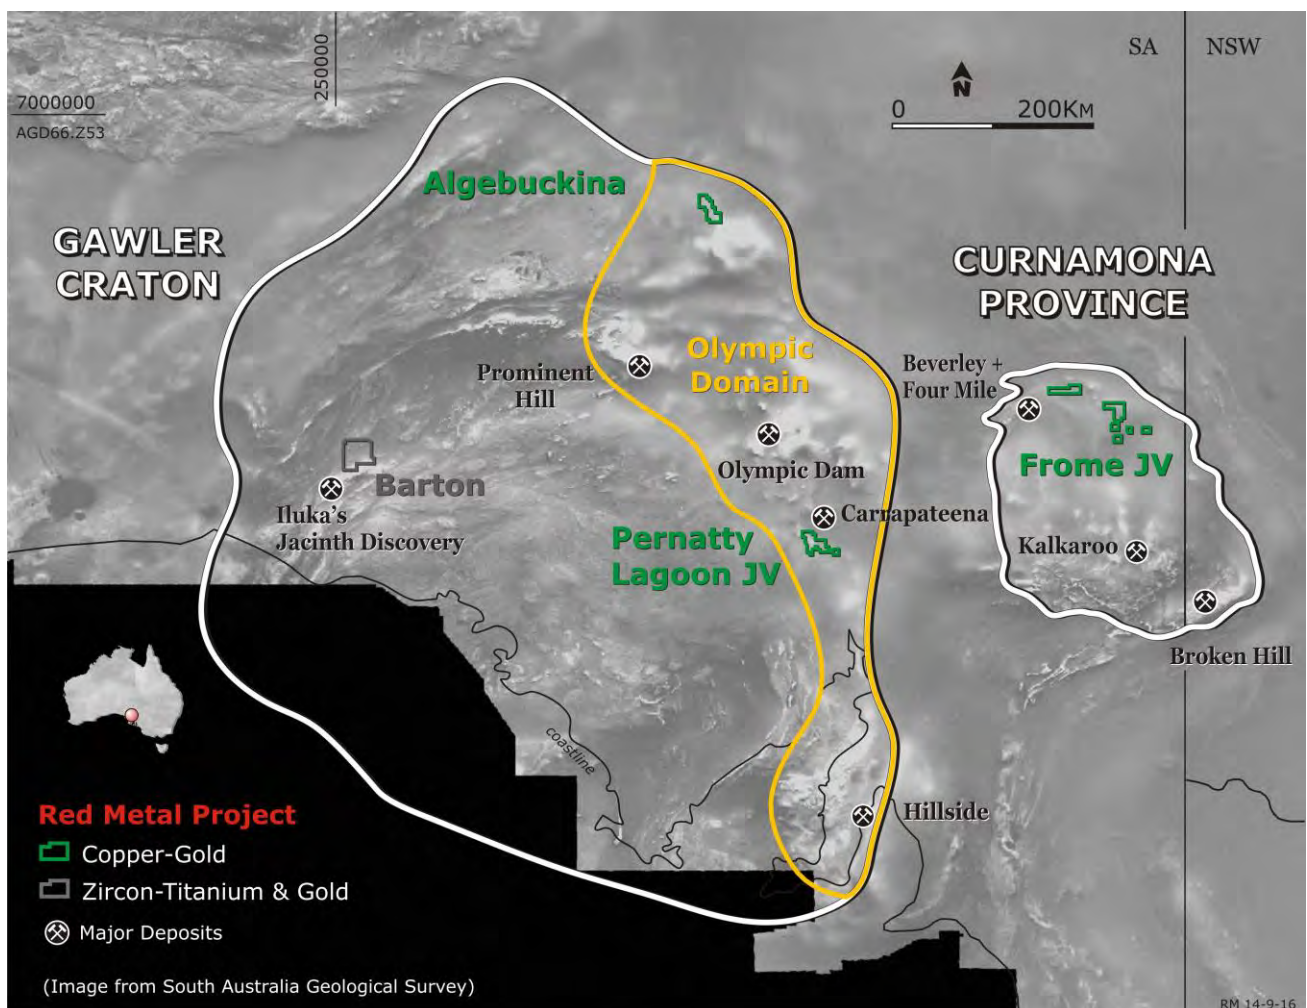 SA
NSW
250000
7000000
AGD66.Z53
N
0 200KM
Algebuckina
GAWLER
CRATON
CURNAMONA
PROVINCE
Olympic
Domain
Prominent
Hill
Beverley +
Four Mile
Frome JV
Olympic Dam
Barton
Iluka's
Jacinth Discovery
Carrapateena
Pernatty
Lagoon JV
Kalkaroo
Broken Hill
coastline
Hillside
Red Metal Project
Copper-Gold
Zircon-Titanium & Gold
Major Deposits
(Image from South Australia Geological Survey)
RM 14-9-16